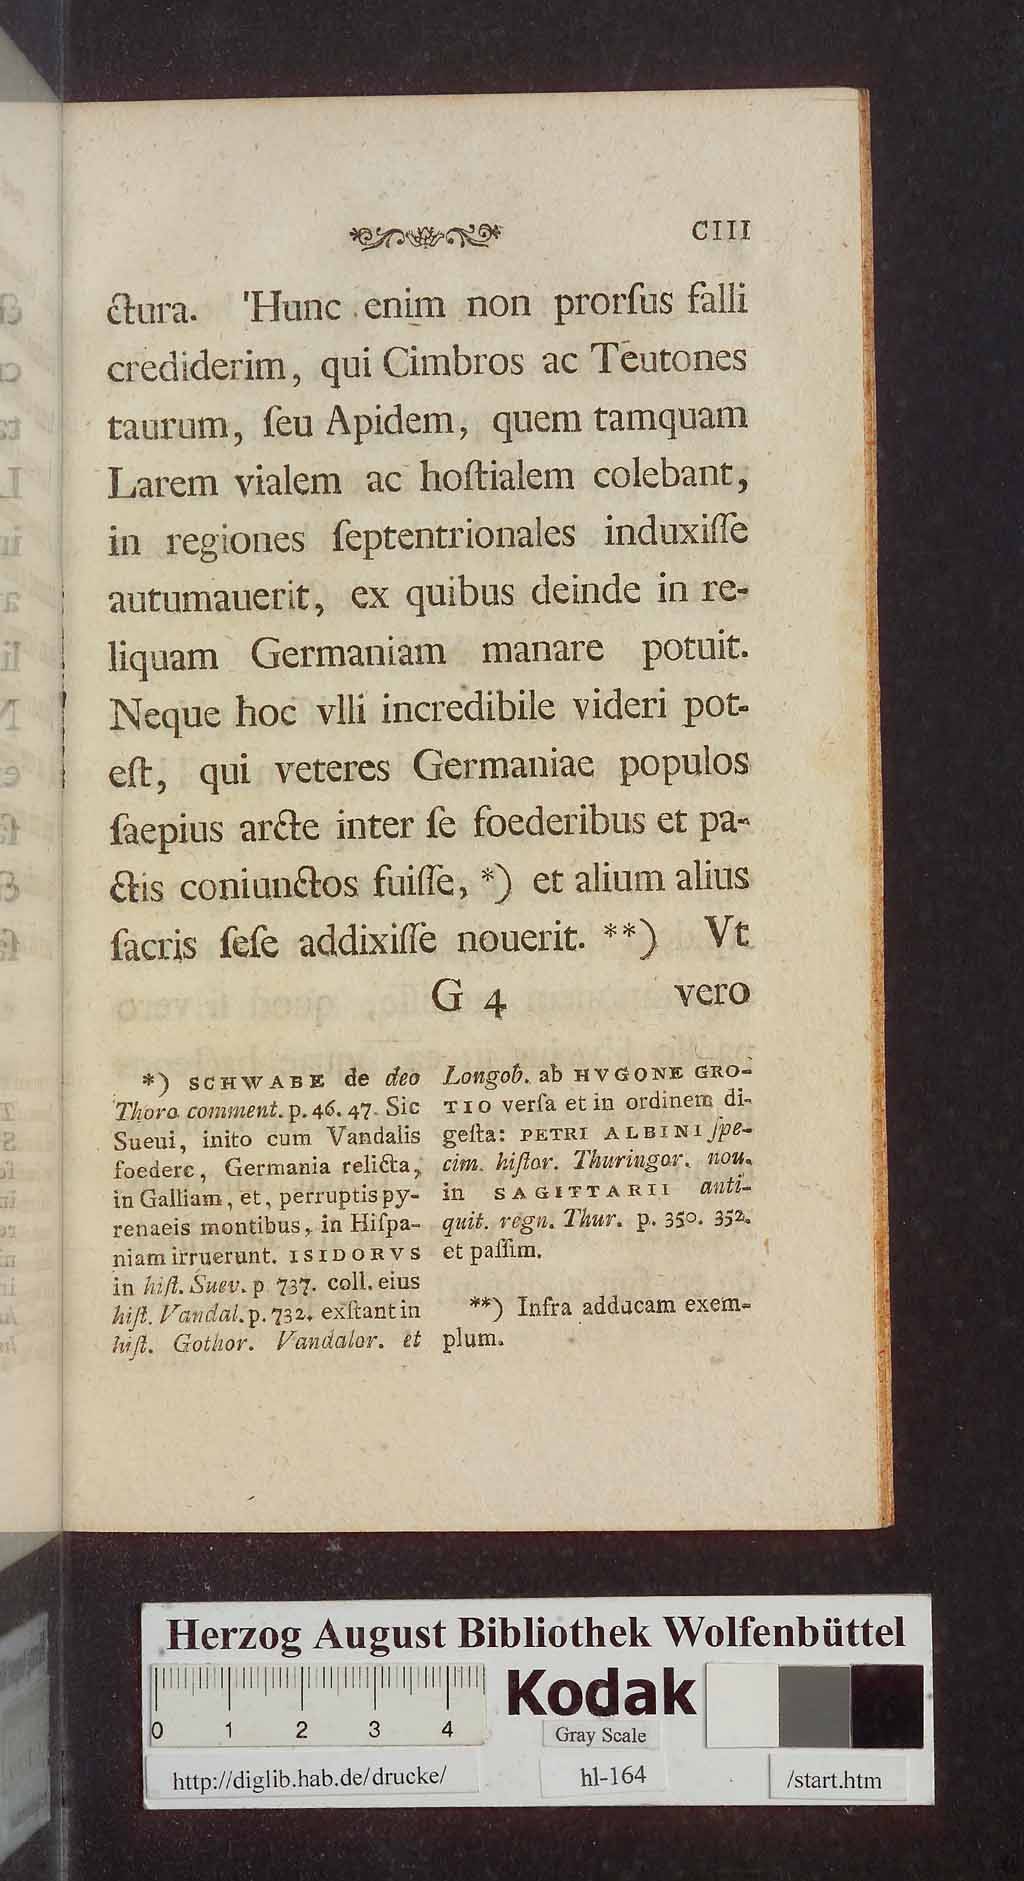 CIII
ctura. 'Hunc enim non prorſus falli
crediderim, qui Cimbros ac Teutones
taurum, ſeu Apidem, quem tamquam
Larem vialem ac hoſtialem colebant,
in regiones ſeptentrionales induxiſſe
autumauerit, ex quibus deinde in re-
liquam Germaniam manare potuit.
Neque hoc vlli incredibile videri pot-
eſt, qui veteres Germaniae populos
ſaepius arcte inter ſe foederibus et pa-
ctis coniunctos fuiſſe, *) et alium alius
ſacris ſeſe addixiſſe nouerit. **) Vt
G 4 vero
*) SCHWABE de deo
Thoro comment. p. 46. 47. Sic
Sueui, inito cum Vandalis
foedere, Germania relicta,
in Galliam, et, perruptis py-
renaeis montibus, in Hiſpa-
niam irruerunt. ISIDORVS
in hiſt. Suev. p. 737. coll. eius
hiſt. Vandal. p. 732. exſtant in
hiſt. Gothor. Vandalor. et
Longob. ab HVGONE GRO-
TIO verſa et in ordinem di-
geſta: PETRI ALBINI ſpe-
cim. hiſtor. Thuringor. nou.
in SAGITTARII anti-
quit. regn. Thur. p. 350. 352.
et paſſim.
**) Infra adducam exem-
plum.
Herzog August Bibliothek Wolfenbüttel
0 1 2 3 4
Kodak
Gray Scale
http://diglib.hab.de/drucke/
hl-164
/start.htm